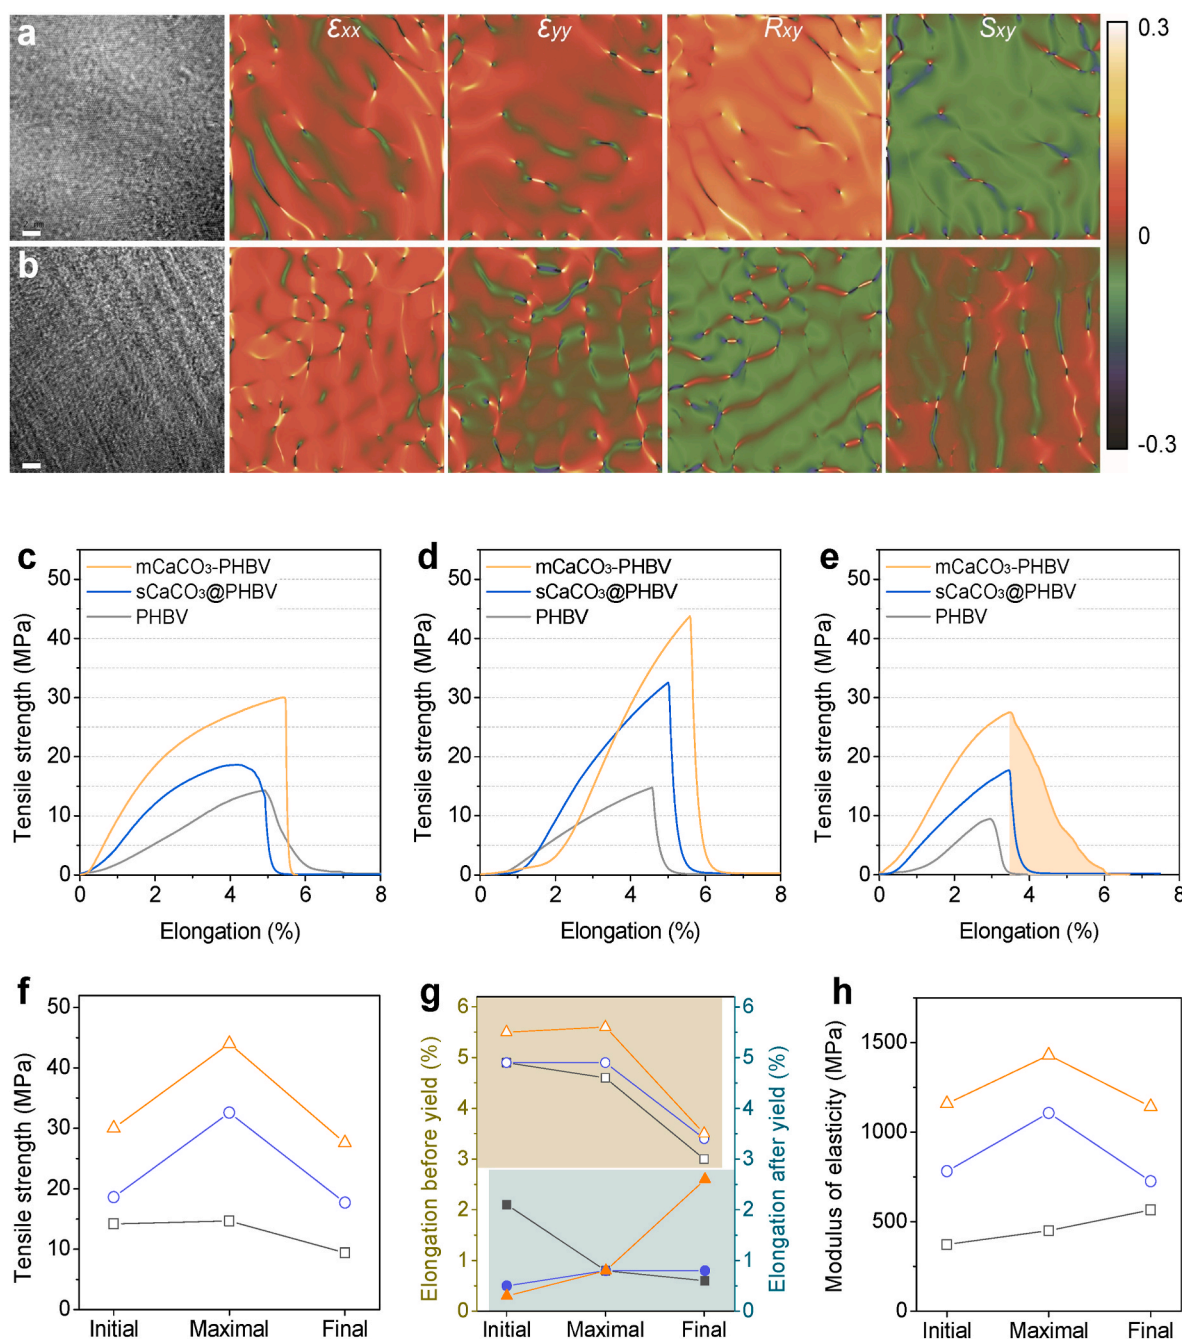 a
εxx
εyy
Rxy
Sxy
0.3
0
-0.3
b
c
mCaCO₃-PHBV
sCaCO₃@PHBV
PHBV
Tensile strength (MPa)
50
40
30
20
10
0
0 2 4 6 8
Elongation (%)
d
mCaCO₃-PHBV
sCaCO₃@PHBV
PHBV
Tensile strength (MPa)
50
40
30
20
10
0
0 2 4 6 8
Elongation (%)
e
mCaCO₃-PHBV
sCaCO₃@PHBV
PHBV
Tensile strength (MPa)
50
40
30
20
10
0
0 2 4 6 8
Elongation (%)
f
Tensile strength (MPa)
50
40
30
20
10
0
Initial Maximal Final
g
Elongation before yield (%)
6
5
4
3
2
1
0
Elongation after yield (%)
6
5
4
3
2
1
0
Initial Maximal Final
h
Modulus of elasticity (MPa)
1500
1000
500
0
Initial Maximal Final